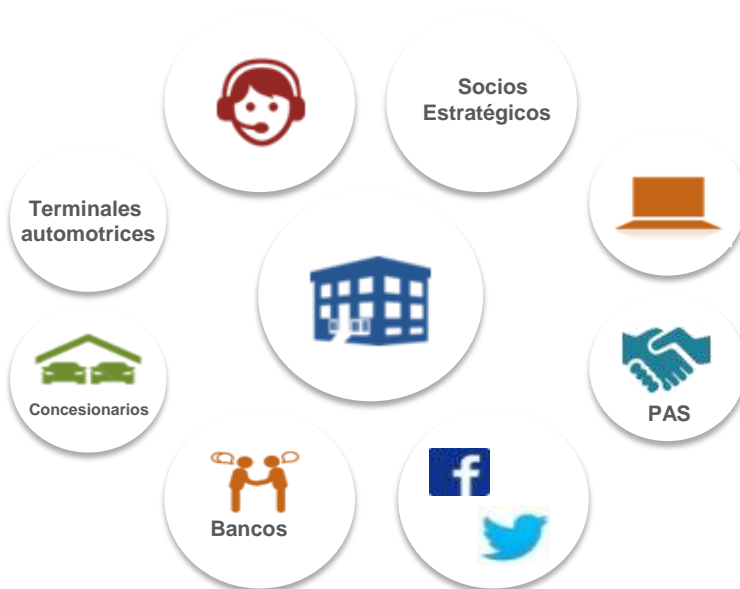 Socios
Estratégicos
Terminales
automotrices
Concesionarios
PAS
Bancos